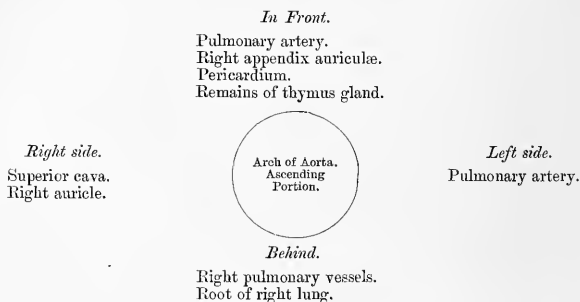 In Front.
Pulmonary artery.
Right appendix auriculæ.
Pericardium.
Remains of thymus gland.
Right side.
Superior cava.
Right auricle.
Arch of Aorta.
Ascending
Portion.
Left side.
Pulmonary artery.
Behind.
Right pulmonary vessels.
Root of right lung.